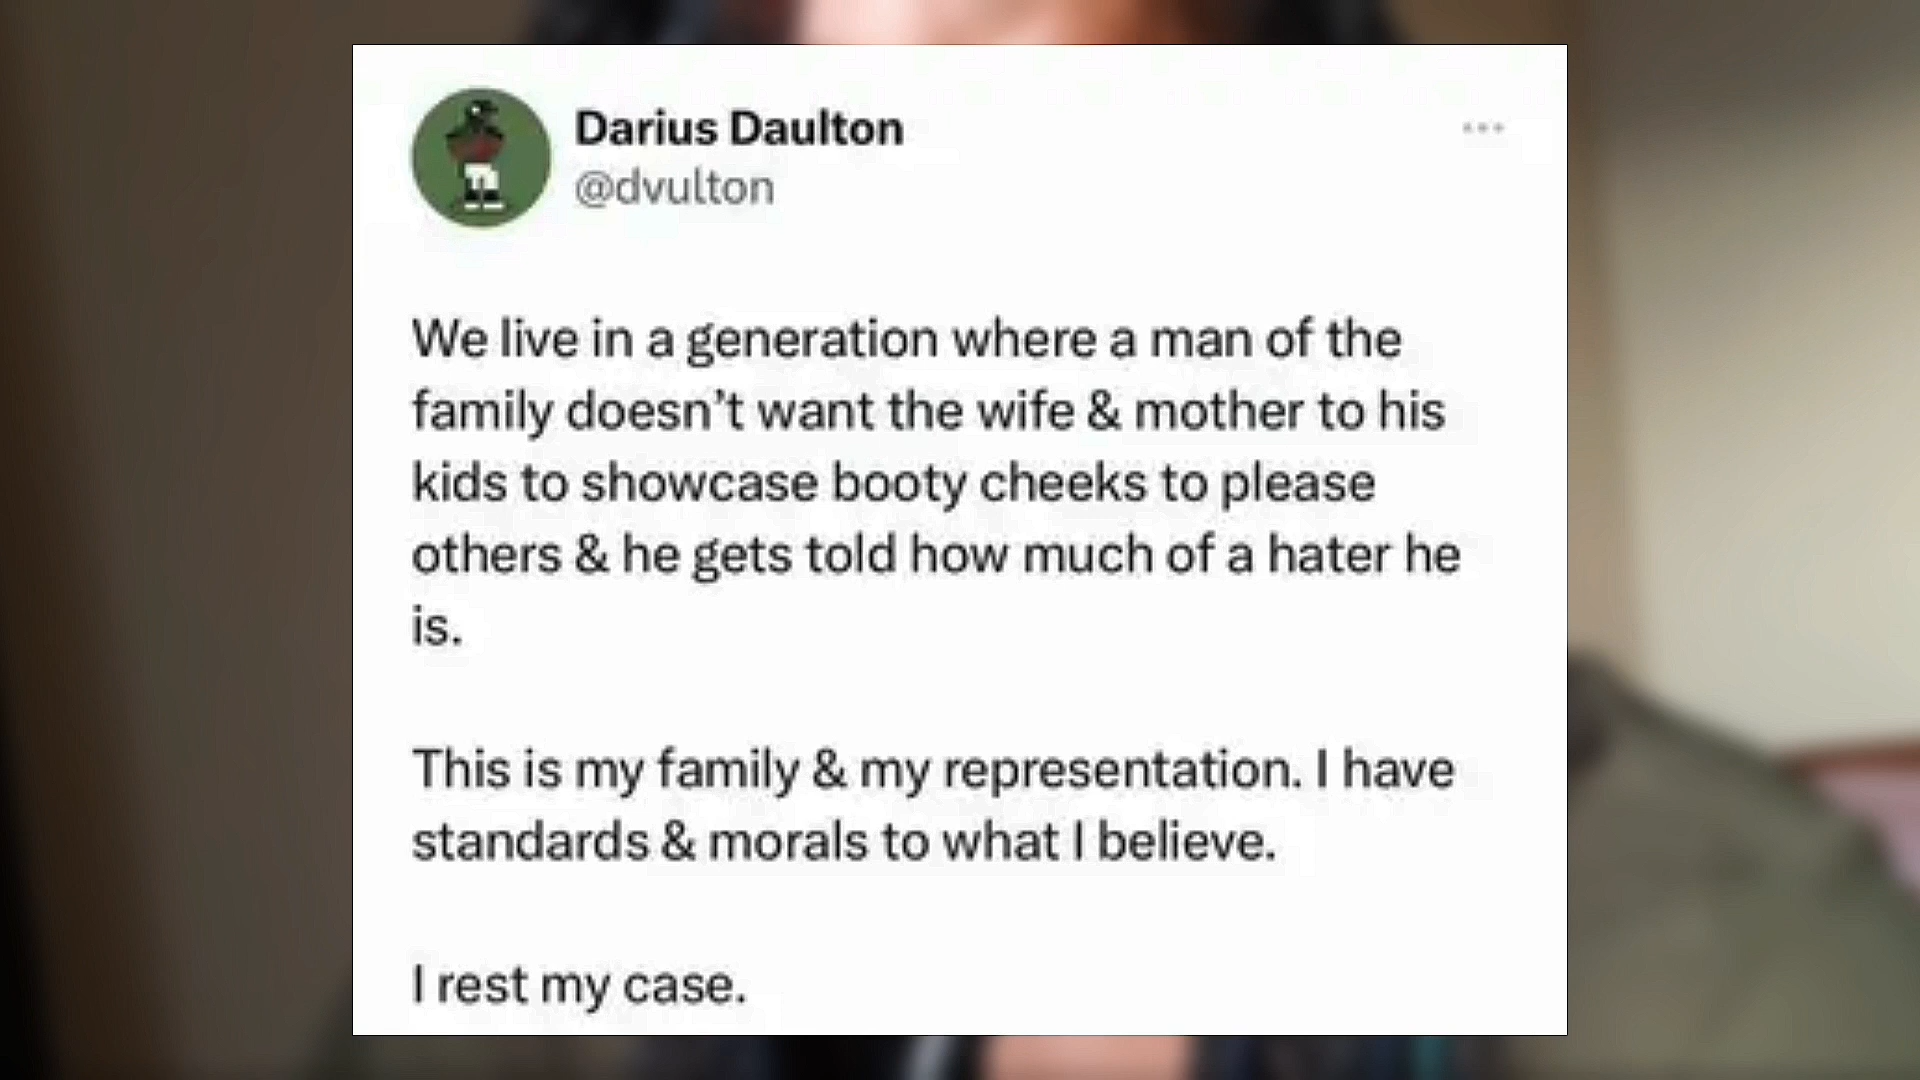 Darius Daulton
@dvulton
We live in a generation where a man of the
family doesn’t want the wife & mother to his
kids to showcase booty cheeks to please
others & he gets told how much of a hater he
is.
This is my family & my representation. I have
standards & morals to what I believe.
I rest my case.